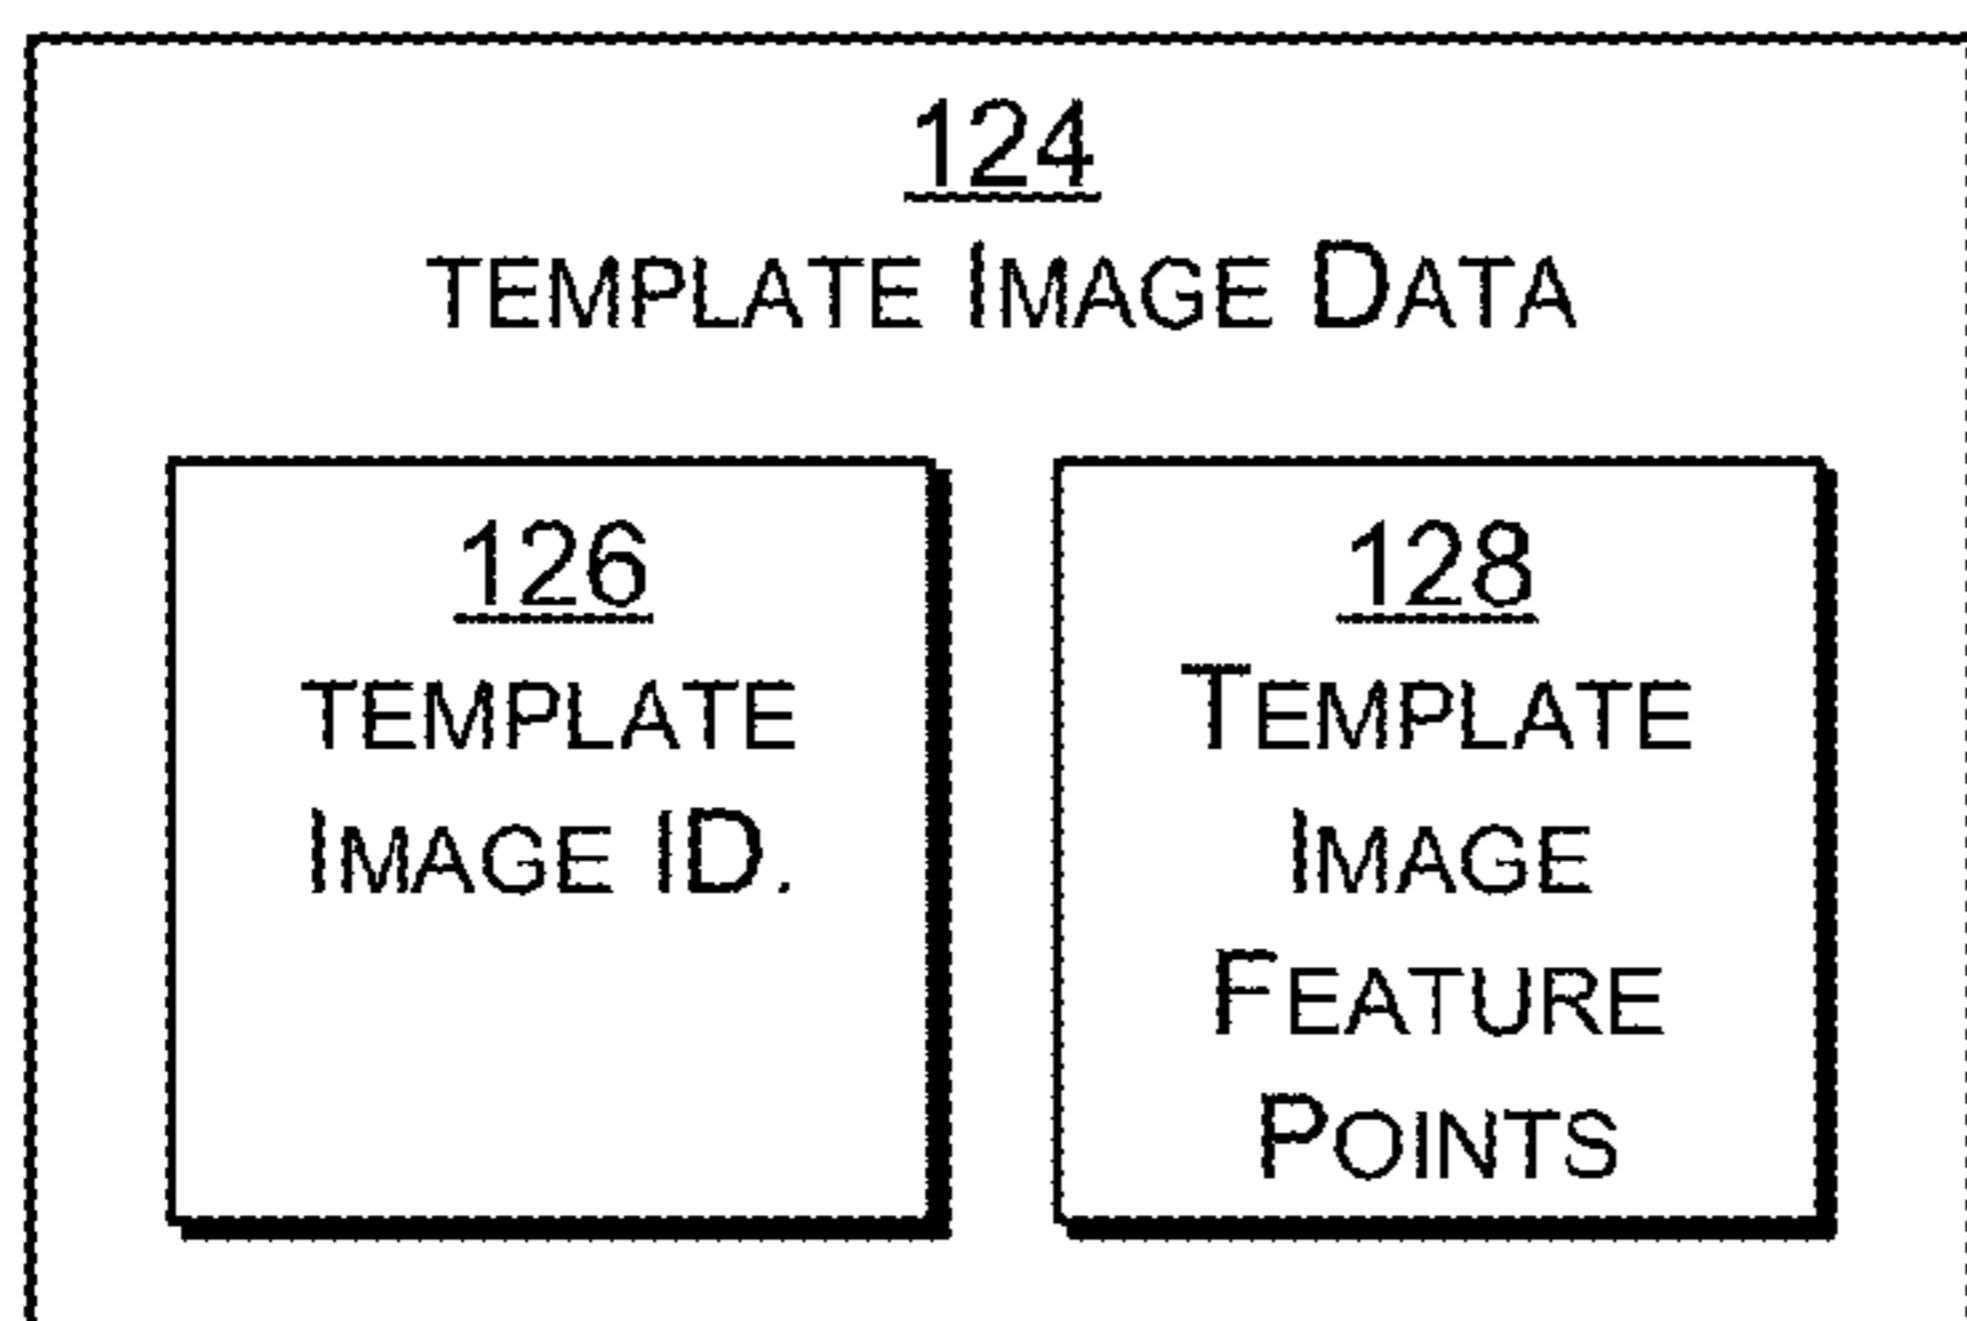 124
TEMPLATE IMAGE DATA
126
TEMPLATE
IMAGE ID.
128
TEMPLATE
IMAGE
FEATURE
POINTS